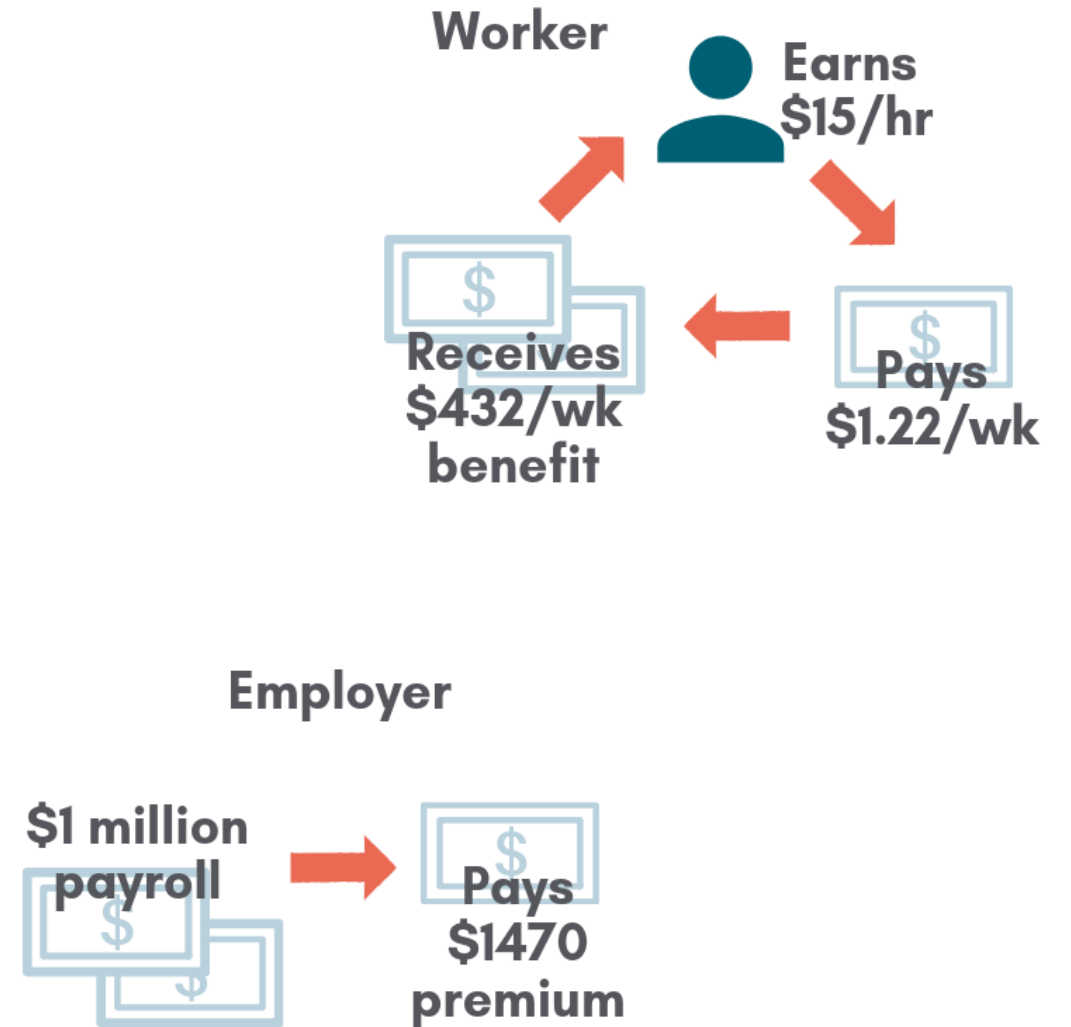 Worker
Earns
$15/hr
$
Receives
$432/wk
benefit
$
Pays
$1.22/wk
Employer
$1 million
payroll
$
$
$
Pays
$1470
premium